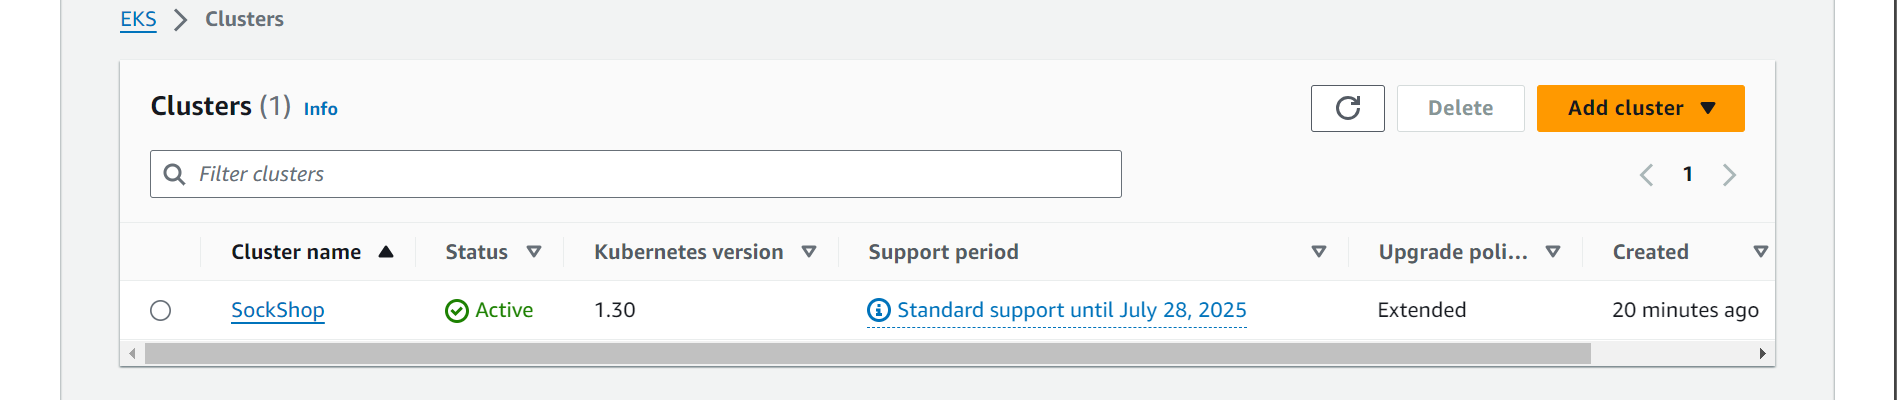 EKS Clusters
Clusters (1) Info
Delete
Add cluster
Filter clusters
1
Cluster name Status Kubernetes version Support period Upgrade poli... Created
SockShop Active 1.30 Standard support until July 28, 2025 Extended 20 minutes ago